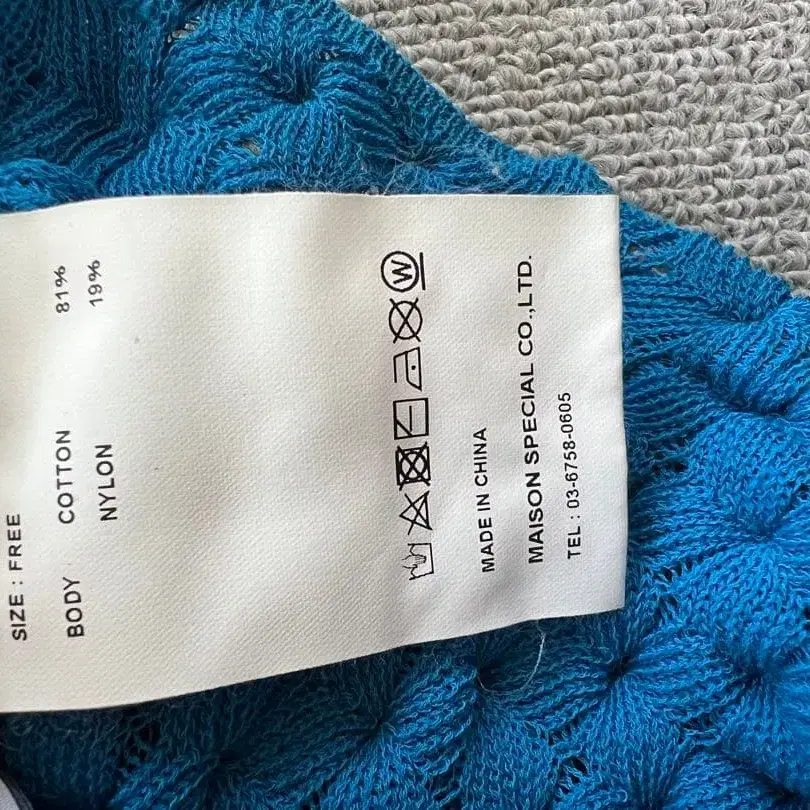 SIZE : FREE
BODY COTTON 81%
NYLON 19%
W
MADE IN CHINA
MAISON SPECIAL CO.,LTD.
TEL : 03-6758-0605